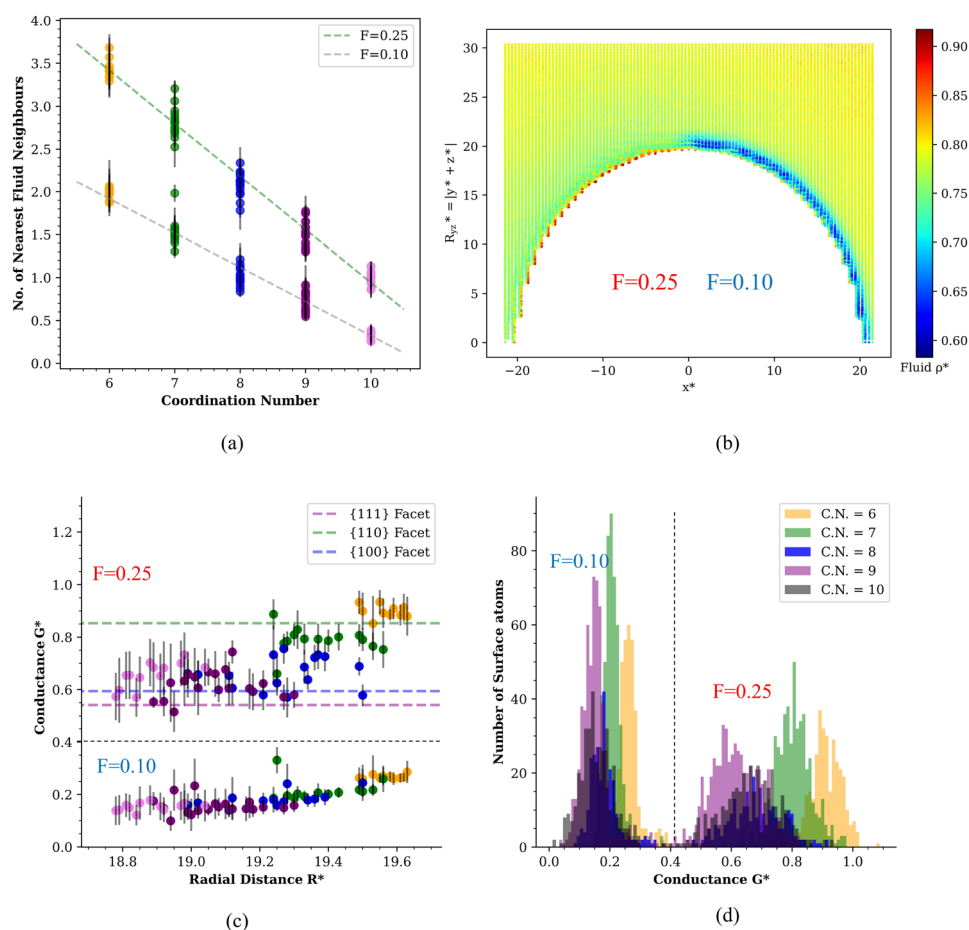 4.0
3.5
3.0
2.5
2.0
1.5
1.0
0.5
0.0
No. of Nearest Fluid Neighbours
F=0.25
F=0.10
6 7 8 9 10
Coordination Number
(a)
30
25
20
15
10
5
0
R_yz* = |y* + z*|
F=0.25 F=0.10
−20 −10 0 10 20
x*
0.90
0.85
0.80
0.75
0.70
0.65
0.60
Fluid ρ*
(b)
1.2
1.0
0.8
0.6
0.4
0.2
0.0
Conductance G*
{111} Facet
{110} Facet
{100} Facet
F=0.25
F=0.10
18.8 19.0 19.2 19.4 19.6
Radial Distance R*
(c)
80
60
40
20
0
Number of Surface atoms
C.N. = 6
C.N. = 7
C.N. = 8
C.N. = 9
C.N. = 10
F=0.10
F=0.25
0.0 0.2 0.4 0.6 0.8 1.0
Conductance G*
(d)